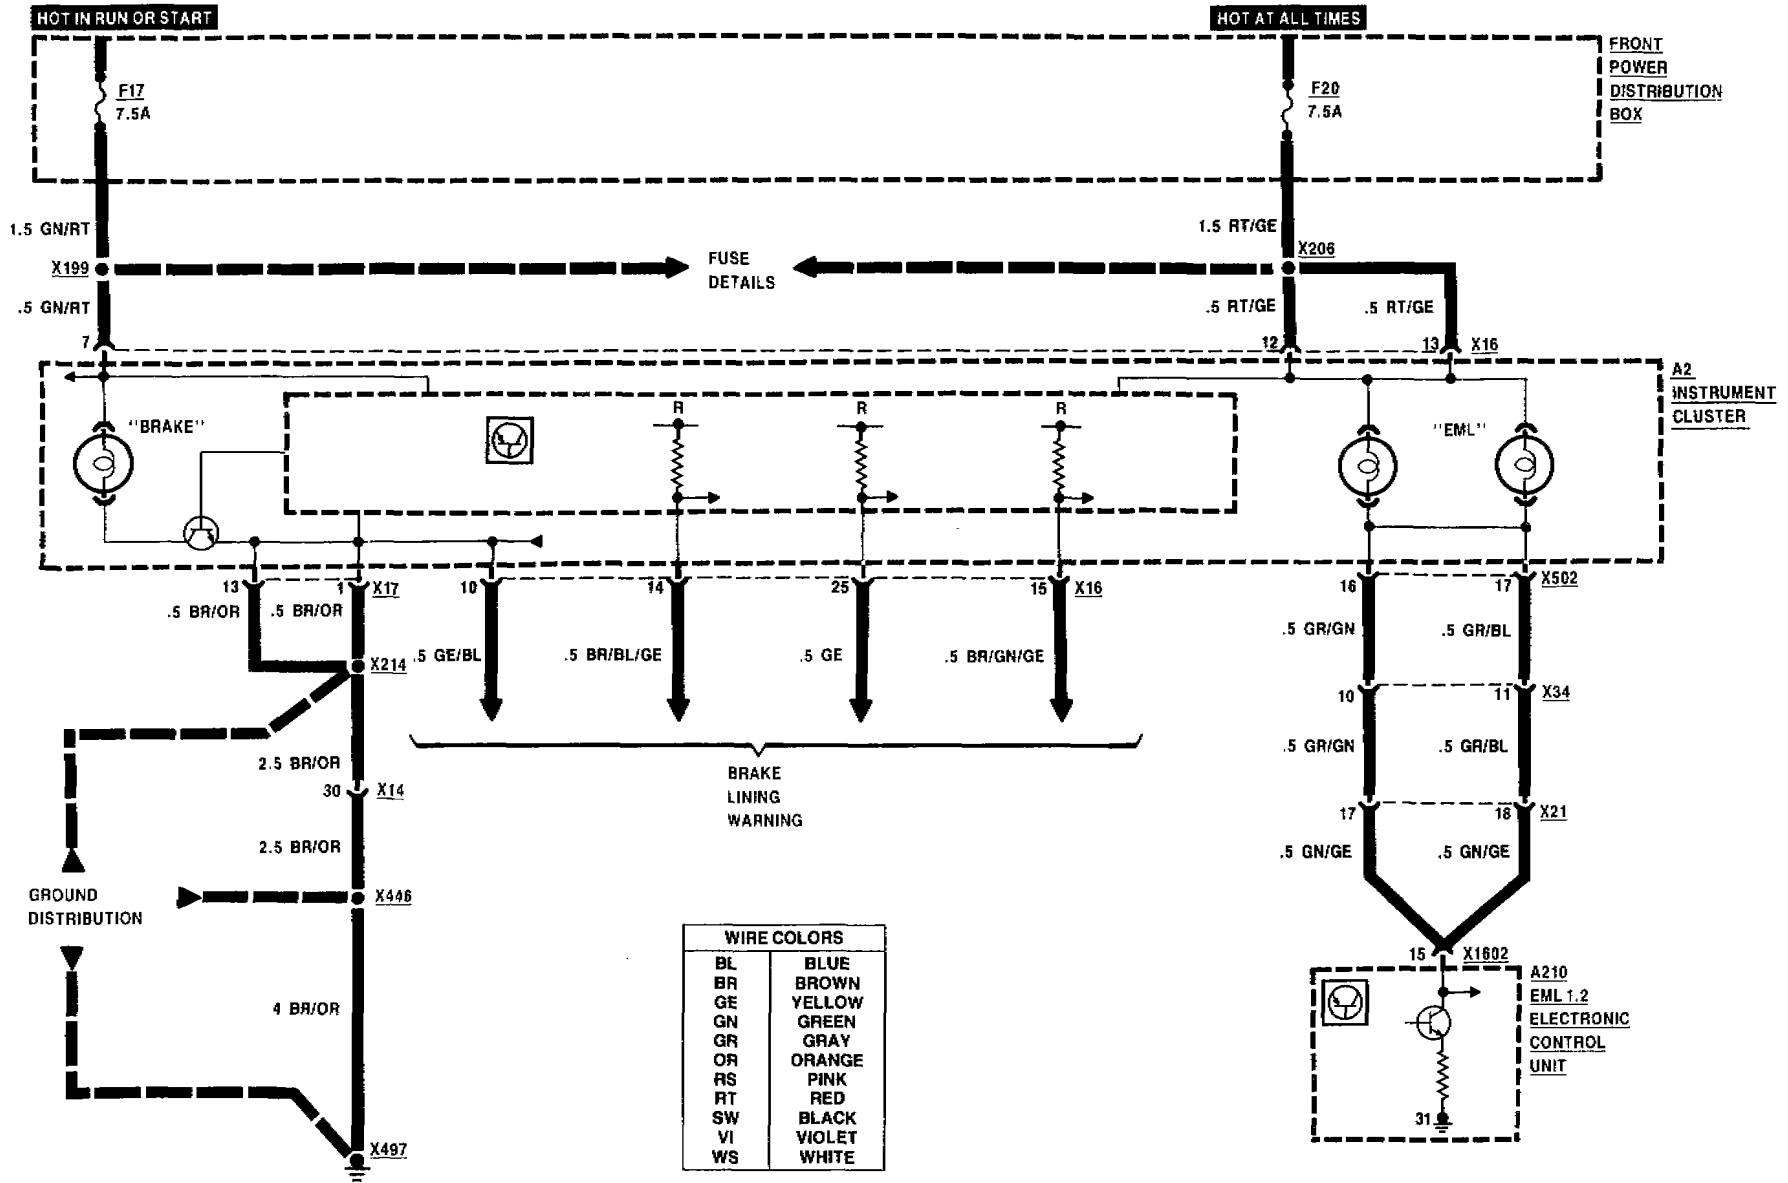 HOT IN RUN OR START
HOT AT ALL TIMES
FRONT
POWER
DISTRIBUTION
BOX
F17
7.5A
F20
7.5A
1.5 GN/RT
1.5 RT/GE
X199
FUSE
DETAILS
X206
.5 GN/RT
.5 RT/GE
.5 RT/GE
7
12
13
X16
A2
INSTRUMENT
CLUSTER
"BRAKE"
R
R
R
"EML"
13
1
X17
10
14
25
15
X16
16
17
X502
.5 BR/OR
.5 BR/OR
.5 GR/GN
.5 GR/BL
X214
.5 GE/BL
.5 BR/BL/GE
.5 GE
.5 BR/GN/GE
10
11
X34
2.5 BR/OR
.5 GR/GN
.5 GR/BL
BRAKE
LINING
WARNING
30
X14
17
18
X21
2.5 BR/OR
.5 GN/GE
.5 GN/GE
GROUND
DISTRIBUTION
X446
WIRE COLORS
BL BLUE
BR BROWN
GE YELLOW
GN GREEN
GR GRAY
OR ORANGE
RS PINK
RT RED
SW BLACK
VI VIOLET
WS WHITE
15
X1602
A210
EML 1.2
ELECTRONIC
CONTROL
UNIT
4 BR/OR
31
X497